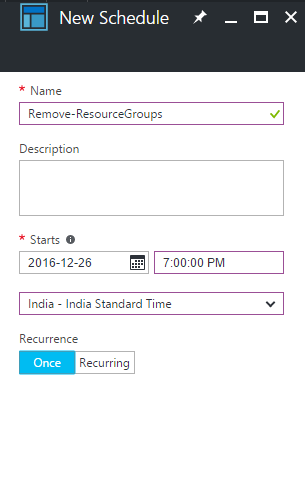 New Schedule
* Name
Remove-ResourceGroups
Description
* Starts
2016-12-26 7:00:00 PM
India - India Standard Time
Recurrence
Once Recurring